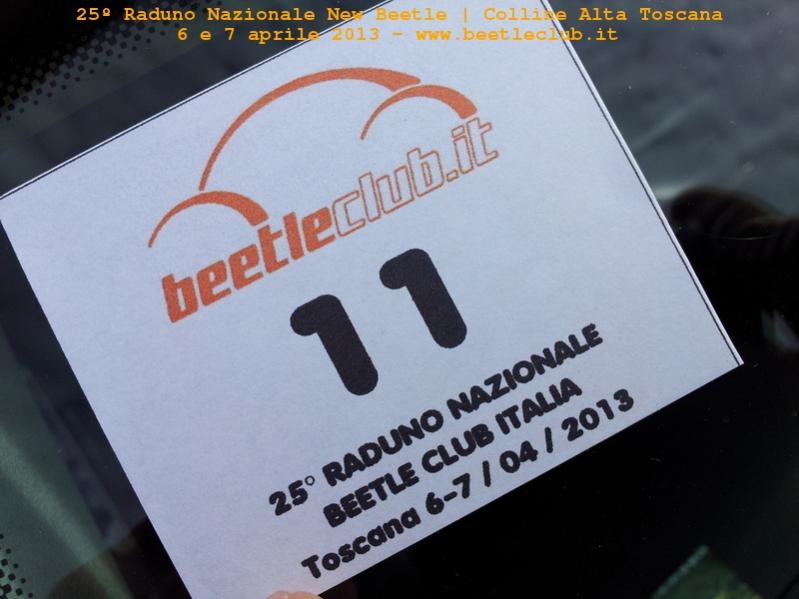 25º Raduno Nazionale New Beetle | Colline Alta Toscana
6 e 7 aprile 2013 - www.beetleclub.it
beetleclub.it
11
25° RADUNO NAZIONALE
BEETLE CLUB ITALIA
Toscana 6-7 / 04 / 2013